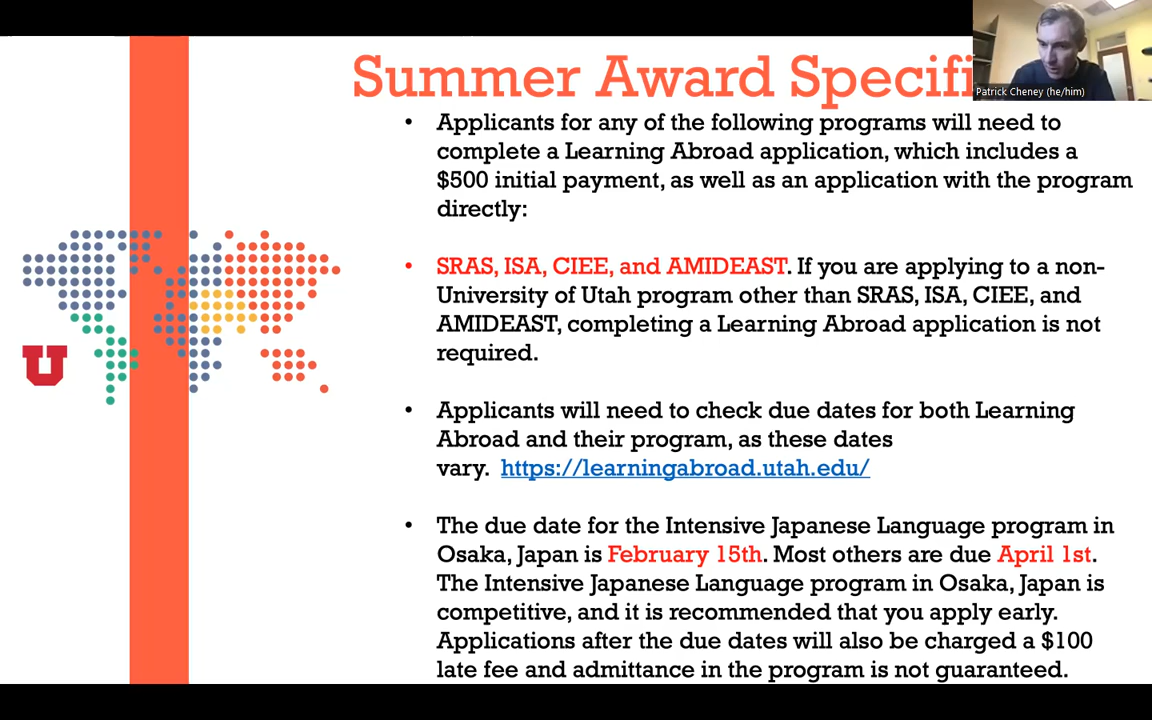 Summer Award Specifi
Patrick Cheney (he/him)
• Applicants for any of the following programs will need to
complete a Learning Abroad application, which includes a
$500 initial payment, as well as an application with the program
directly:
• SRAS, ISA, CIEE, and AMIDEAST. If you are applying to a non-
University of Utah program other than SRAS, ISA, CIEE, and
AMIDEAST, completing a Learning Abroad application is not
required.
• Applicants will need to check due dates for both Learning
Abroad and their program, as these dates
vary. https://learningabroad.utah.edu/
• The due date for the Intensive Japanese Language program in
Osaka, Japan is February 15th. Most others are due April 1st.
The Intensive Japanese Language program in Osaka, Japan is
competitive, and it is recommended that you apply early.
Applications after the due dates will also be charged a $100
late fee and admittance in the program is not guaranteed.
U